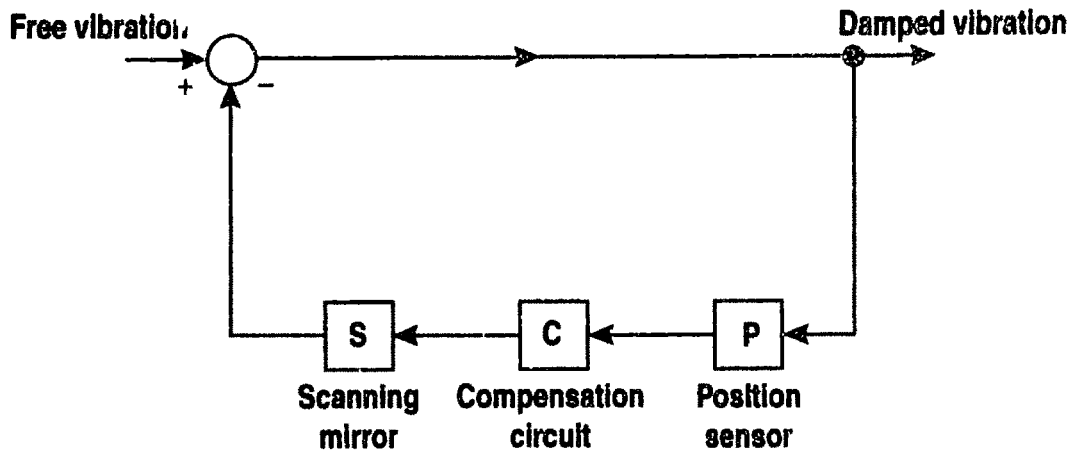 Free vibration
Damped vibration
+
−
S
C
P
Scanning
mirror
Compensation
circuit
Position
sensor